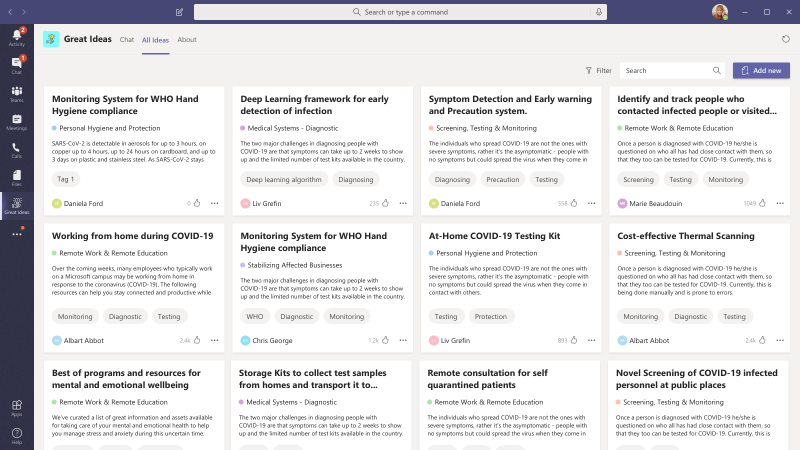 Search or type a command
2
Activity
1
Chat
Teams
Meetings
Calls
Files
Great Ideas
Apps
Help
Great Ideas
Chat
All Ideas
About
Filter
Search
Add new
Monitoring System for WHO Hand
Hygiene compliance
Personal Hygiene and Protection
SARS-CoV-2 is detectable in aerosols for up to 3 hours, on
copper up to 4 hours, up to 24 hours on cardboard, and up to
3 days on plastic and stainless steel. As SARS-CoV-2 stays
Tag 1
Daniela Ford
0
Deep Learning framework for early
detection of infection
Medical Systems - Diagnostic
The two major challenges in diagnosing people with
COVID-19 are that symptoms can take up to 2 weeks to show
up and the limited number of test kits available in the country.
Deep learning algorithm
Diagnosing
Liv Grefin
235
Symptom Detection and Early warning
and Precaution system.
Screening, Testing & Monitoring
The individuals who spread COVID-19 are not the ones with
severe symptoms, rather it's the asymptomatic - people with
no symptoms but could spread the virus when they come in
Diagnosing
Precaution
Testing
Daniela Ford
558
Identify and track people who
contacted infected people or visited...
Remote Work & Remote Education
Once a person is diagnosed with COVID-19 he/she is
questioned on who all has had close contact with them, so
that they too can be tested for COVID-19. Currently, this is
Screening
Testing
Monitoring
Marie Beaudouin
1049
Working from home during COVID-19
Remote Work & Remote Education
Over the coming weeks, many employees who typically work
on a Microsoft campus may be working from home in
response to the coronavirus (COVID-19). The following
resources can help you stay connected and productive while
Monitoring
Diagnostic
Testing
Albart Abbot
2.4k
Monitoring System for WHO Hand
Hygiene compliance
Stabilizing Affected Businesses
The two major challenges in diagnosing people with
COVID-19 are that symptoms can take up to 2 weeks to show
up and the limited number of test kits available in the country.
WHO
Diagnostic
Monitoring
Chris George
1.2k
At-Home COVID-19 Testing Kit
Personal Hygiene and Protection
The individuals who spread COVID-19 are not the ones with
severe symptoms, rather it's the asymptomatic - people with
no symptoms but could spread the virus when they come in
contact with others.
Testing
Protection
Liv Grefin
893
Cost-effective Thermal Scanning
Screening, Testing & Monitoring
Once a person is diagnosed with COVID-19 he/she is
questioned on who all has had close contact with them, so
that they too can be tested for COVID-19. Currently, this is
being done manually and is prone to errors.
Monitoring
Diagnostic
Testing
Albart Abbot
2.4k
Best of programs and resources for
mental and emotional wellbeing
Remote Work & Remote Education
We've curated a list of great information and assets available
for taking care of your mental and emotional health to help
you manage stress and anxiety during this uncertain time.
Storage Kits to collect test samples
from homes and transport it to...
Medical Systems - Diagnostic
The two major challenges in diagnosing people with
COVID-19 are that symptoms can take up to 2 weeks to show
up and the limited number of test kits available in the country.
Remote consultation for self
quarantined patients
Remote Work & Remote Education
The individuals who spread COVID-19 are not the ones with
severe symptoms, rather it's the asymptomatic - people with
no symptoms but could spread the virus when they come in
Novel Screening of COVID-19 infected
personnel at public places
Screening, Testing & Monitoring
Once a person is diagnosed with COVID-19 he/she is
questioned on who all has had close contact with them, so
that they too can be tested for COVID-19. Currently, this is